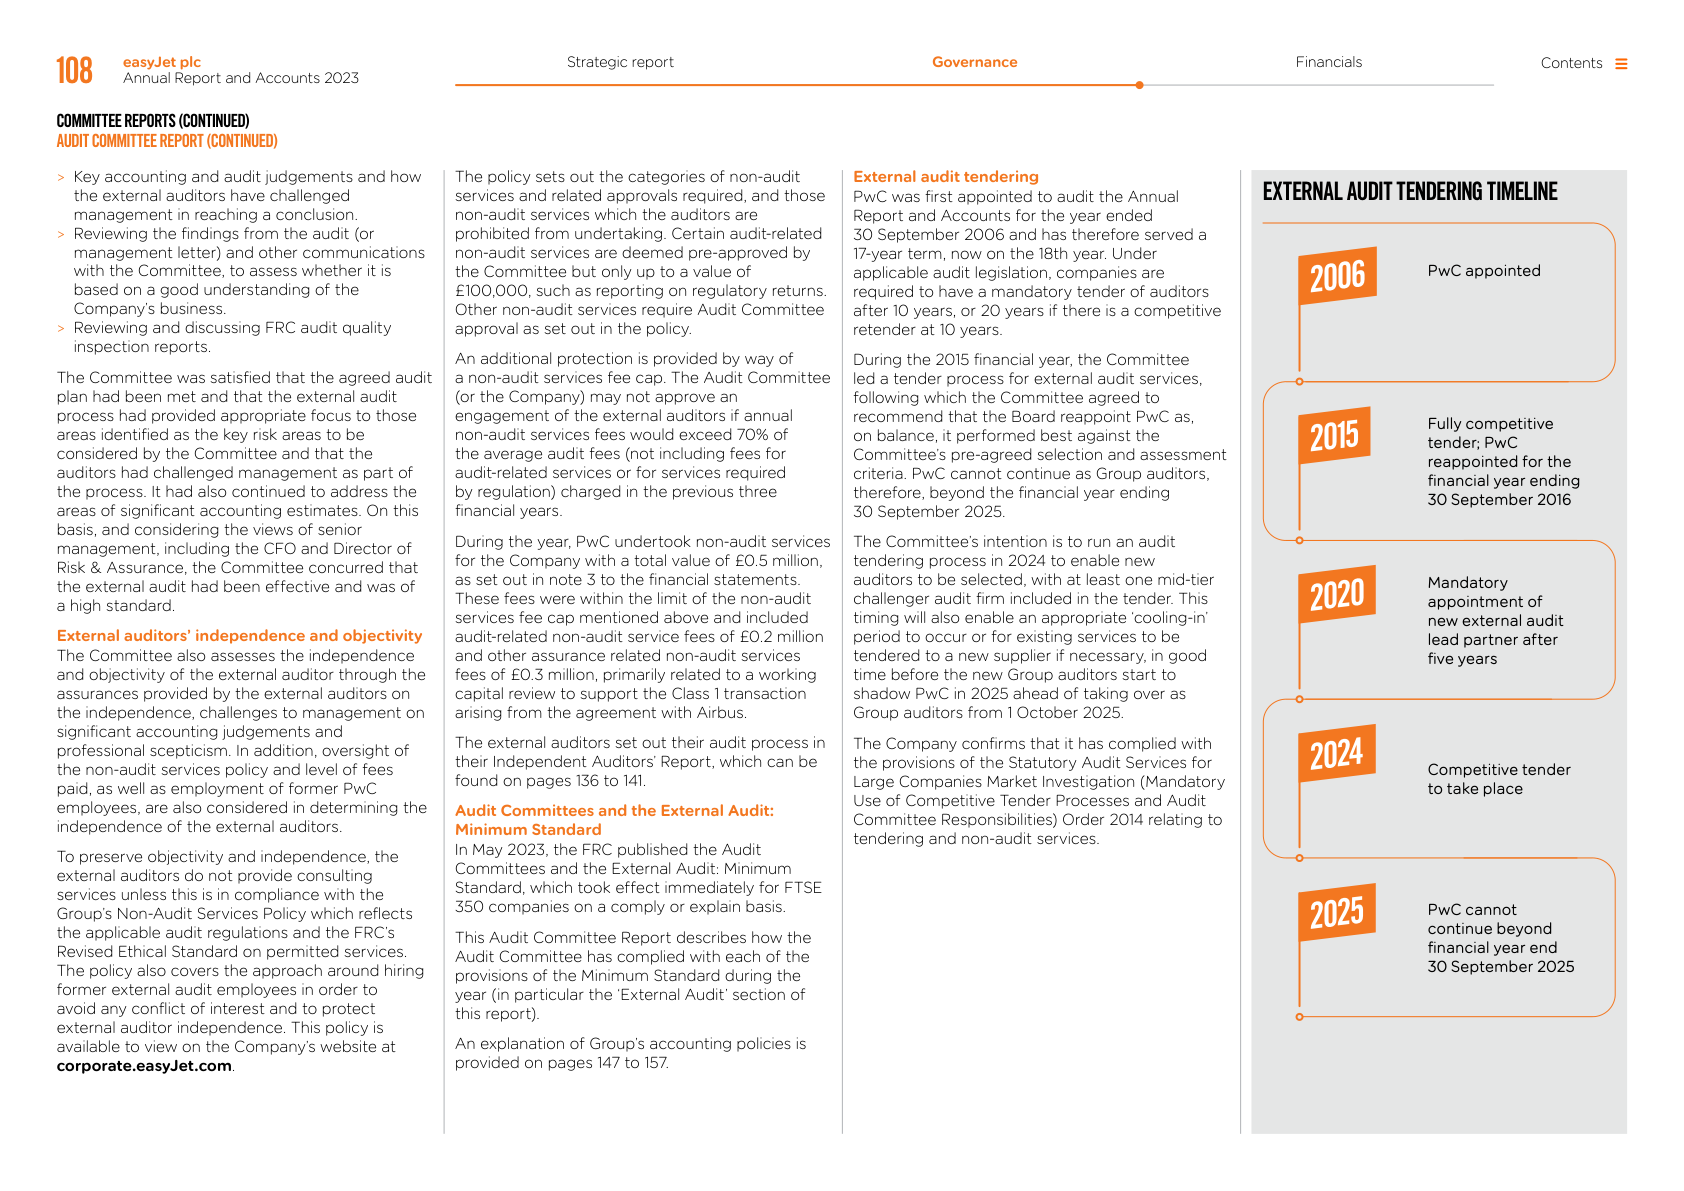 108
easyJet plc
Annual Report and Accounts 2023
Strategic report
Governance
Financials
Contents
COMMITTEE REPORTS (CONTINUED)
AUDIT COMMITTEE REPORT (CONTINUED)
> Key accounting and audit judgements and how
the external auditors have challenged
management in reaching a conclusion.
> Reviewing the findings from the audit (or
management letter) and other communications
with the Committee, to assess whether it is
based on a good understanding of the
Company's business.
> Reviewing and discussing FRC audit quality
inspection reports.
The Committee was satisfied that the agreed audit
plan had been met and that the external audit
process had provided appropriate focus to those
areas identified as the key risk areas to be
considered by the Committee and that the
auditors had challenged management as part of
the process. It had also continued to address the
areas of significant accounting estimates. On this
basis, and considering the views of senior
management, including the CFO and Director of
Risk & Assurance, the Committee concurred that
the external audit had been effective and was of
a high standard.
External auditors' independence and objectivity
The Committee also assesses the independence
and objectivity of the external auditor through the
assurances provided by the external auditors on
the independence, challenges to management on
significant accounting judgements and
professional scepticism. In addition, oversight of
the non-audit services policy and level of fees
paid, as well as employment of former PwC
employees, are also considered in determining the
independence of the external auditors.
To preserve objectivity and independence, the
external auditors do not provide consulting
services unless this is in compliance with the
Group's Non-Audit Services Policy which reflects
the applicable audit regulations and the FRC's
Revised Ethical Standard on permitted services.
The policy also covers the approach around hiring
former external audit employees in order to
avoid any conflict of interest and to protect
external auditor independence. This policy is
available to view on the Company's website at
corporate.easyJet.com.
The policy sets out the categories of non-audit
services and related approvals required, and those
non-audit services which the auditors are
prohibited from undertaking. Certain audit-related
non-audit services are deemed pre-approved by
the Committee but only up to a value of
£100,000, such as reporting on regulatory returns.
Other non-audit services require Audit Committee
approval as set out in the policy.
An additional protection is provided by way of
a non-audit services fee cap. The Audit Committee
(or the Company) may not approve an
engagement of the external auditors if annual
non-audit services fees would exceed 70% of
the average audit fees (not including fees for
audit-related services or for services required
by regulation) charged in the previous three
financial years.
During the year, PwC undertook non-audit services
for the Company with a total value of £0.5 million,
as set out in note 3 to the financial statements.
These fees were within the limit of the non-audit
services fee cap mentioned above and included
audit-related non-audit service fees of £0.2 million
and other assurance related non-audit services
fees of £0.3 million, primarily related to a working
capital review to support the Class 1 transaction
arising from the agreement with Airbus.
The external auditors set out their audit process in
their Independent Auditors' Report, which can be
found on pages 136 to 141.
Audit Committees and the External Audit:
Minimum Standard
In May 2023, the FRC published the Audit
Committees and the External Audit: Minimum
Standard, which took effect immediately for FTSE
350 companies on a comply or explain basis.
This Audit Committee Report describes how the
Audit Committee has complied with each of the
provisions of the Minimum Standard during the
year (in particular the 'External Audit' section of
this report).
An explanation of Group's accounting policies is
provided on pages 147 to 157.
External audit tendering
PwC was first appointed to audit the Annual
Report and Accounts for the year ended
30 September 2006 and has therefore served a
17-year term, now on the 18th year. Under
applicable audit legislation, companies are
required to have a mandatory tender of auditors
after 10 years, or 20 years if there is a competitive
retender at 10 years.
During the 2015 financial year, the Committee
led a tender process for external audit services,
following which the Committee agreed to
recommend that the Board reappoint PwC as,
on balance, it performed best against the
Committee's pre-agreed selection and assessment
criteria. PwC cannot continue as Group auditors,
therefore, beyond the financial year ending
30 September 2025.
The Committee's intention is to run an audit
tendering process in 2024 to enable new
auditors to be selected, with at least one mid-tier
challenger audit firm included in the tender. This
timing will also enable an appropriate 'cooling-in'
period to occur or for existing services to be
tendered to a new supplier if necessary, in good
time before the new Group auditors start to
shadow PwC in 2025 ahead of taking over as
Group auditors from 1 October 2025.
The Company confirms that it has complied with
the provisions of the Statutory Audit Services for
Large Companies Market Investigation (Mandatory
Use of Competitive Tender Processes and Audit
Committee Responsibilities) Order 2014 relating to
tendering and non-audit services.
EXTERNAL AUDIT TENDERING TIMELINE
2006
PwC appointed
2015
Fully competitive
tender; PwC
reappointed for the
financial year ending
30 September 2016
2020
Mandatory
appointment of
new external audit
lead partner after
five years
2024
Competitive tender
to take place
2025
PwC cannot
continue beyond
financial year end
30 September 2025